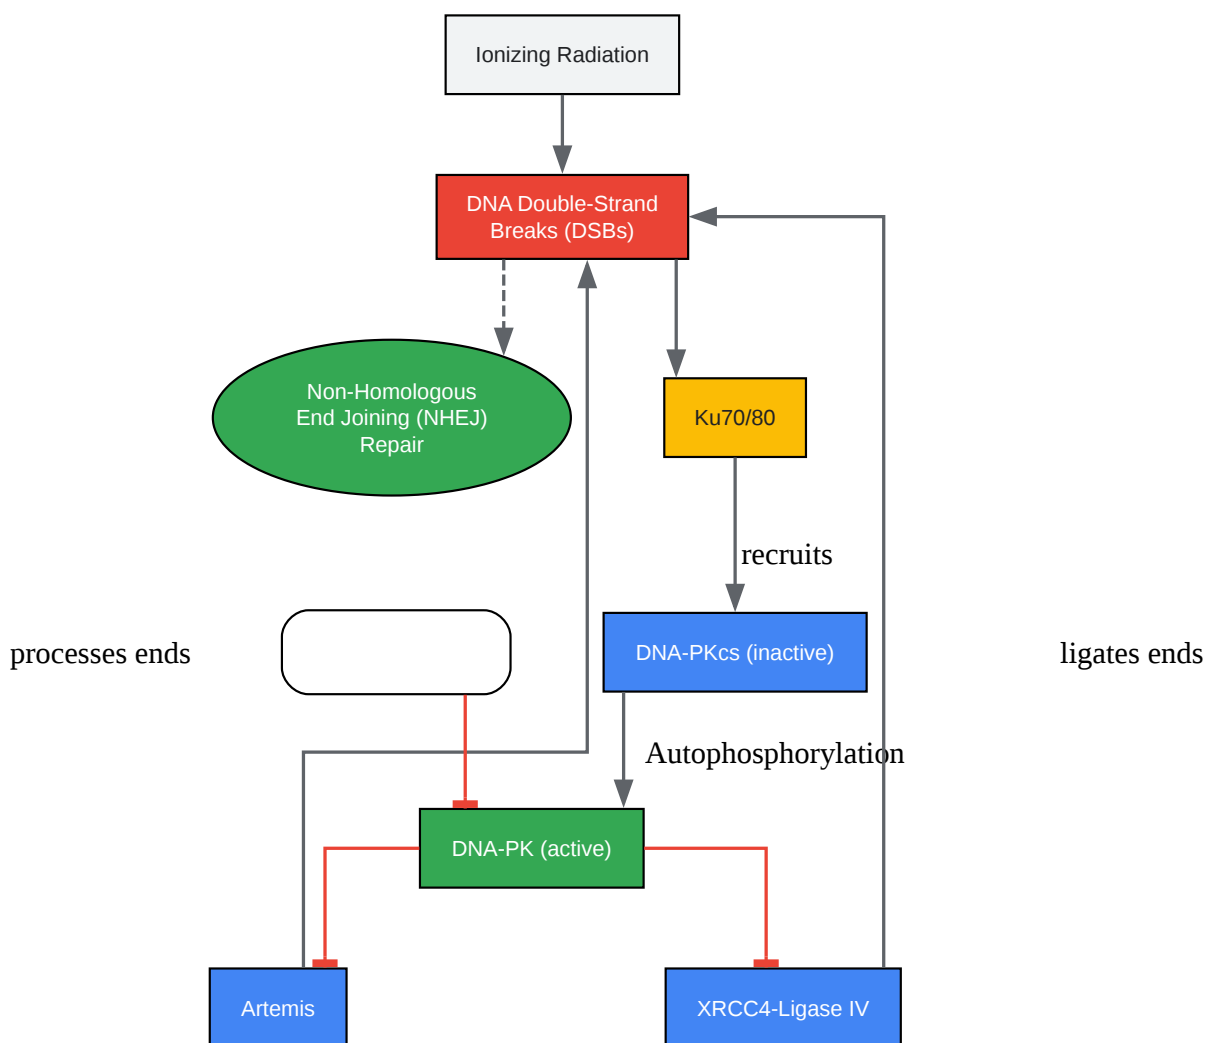 Ionizing Radiation
DNA Double-Strand
Breaks (DSBs)
Non-Homologous
End Joining (NHEJ)
Repair
Ku70/80
recruits
processes ends
DNA-PKcs (inactive)
ligates ends
Autophosphorylation
DNA-PK (active)
Artemis
XRCC4-Ligase IV